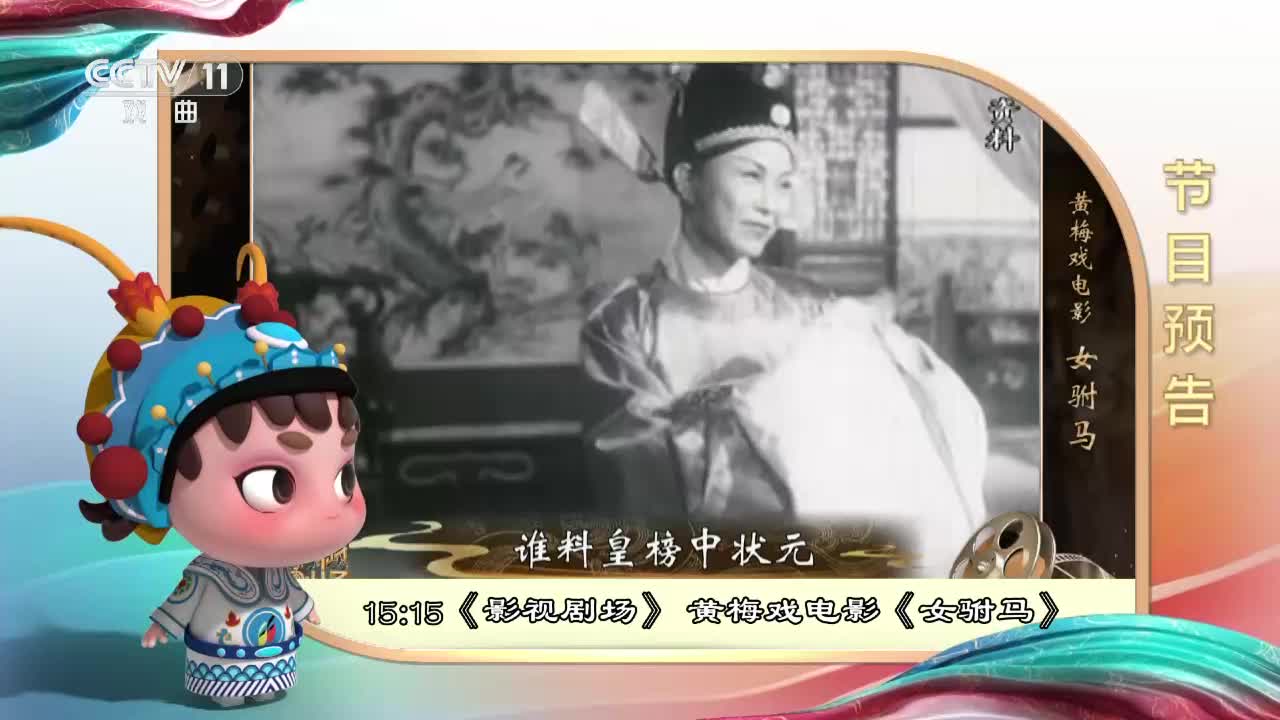 CCTV 11
戏曲
资料
节目预告
黄梅戏电影 女驸马
谁料皇榜中状元
15:15《影视剧场》 黄梅戏电影《女驸马》